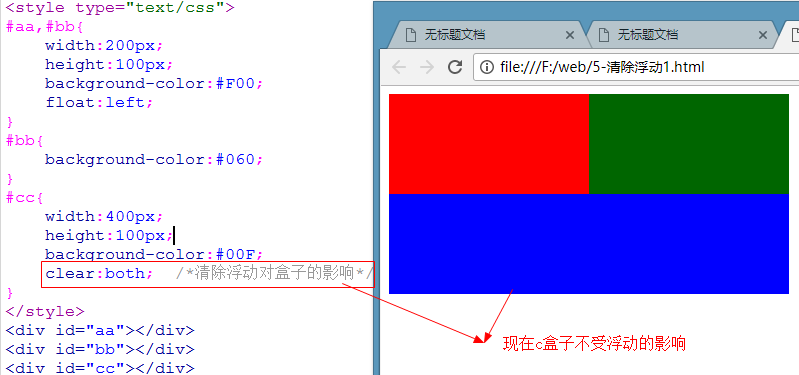 <style type="text/css">
#aa,#bb{
    width:200px;
    height:100px;
    background-color:#F00;
    float:left;
}
#bb{
    background-color:#060;
}
#cc{
    width:400px;
    height:100px;
    background-color:#00F;
    clear:both;  /*清除浮动对盒子的影响*/
}
</style>
<div id="aa"></div>
<div id="bb"></div>
<div id="cc"></div>
无标题文档
无标题文档
file:///F:/web/5-清除浮动1.html
现在c盒子不受浮动的影响